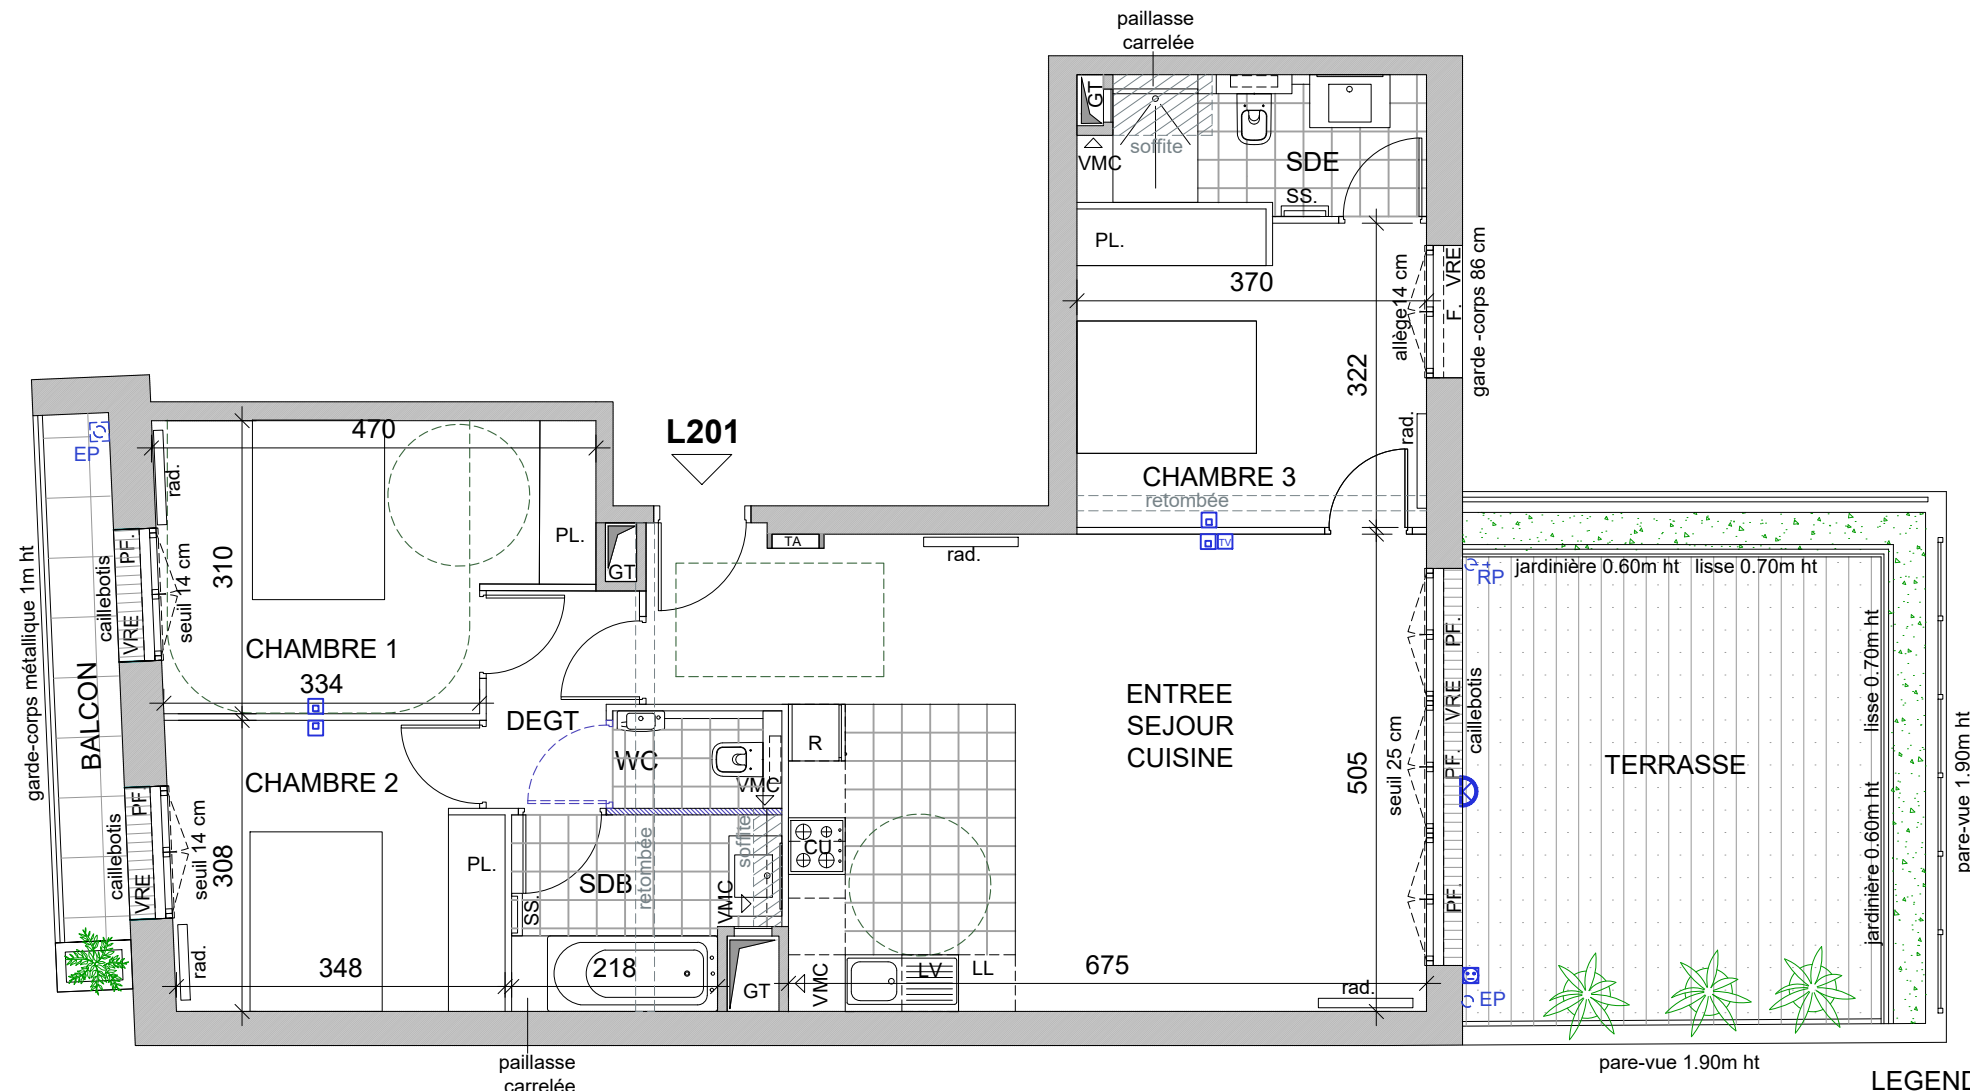 paillasse
carrelée
GT
VMC
soffite
SDE
SS.
PL.
370
322
allège14 cm
F.
VRE
garde -corps 86 cm
rad.
CHAMBRE 3
retombée
TV
L201
EP
470
rad.
PL.
GT
TA
rad.
310
seuil 14 cm
PF.
VRE
caillebotis
garde-corps métallique 1m ht
BALCON
CHAMBRE 1
334
DEGT
WC
VMC
R
ENTREE
SEJOUR
CUISINE
505
seuil 25 cm
PF.
VRE
PF.
PF.
caillebotis
RP
jardinière 0.60m ht
lisse 0.70m ht
lisse 0.70m ht
jardinière 0.60m ht
pare-vue 1.90m ht
TERRASSE
CHAMBRE 2
caillebotis
PF.
VRE
seuil 14 cm
308
rad.
PL.
348
SDB
SS.
retombee
soffite
VMC
218
GT
VMC
CU
LV
LL
675
rad.
EP
paillasse
carrelée
pare-vue 1.90m ht
LEGEND